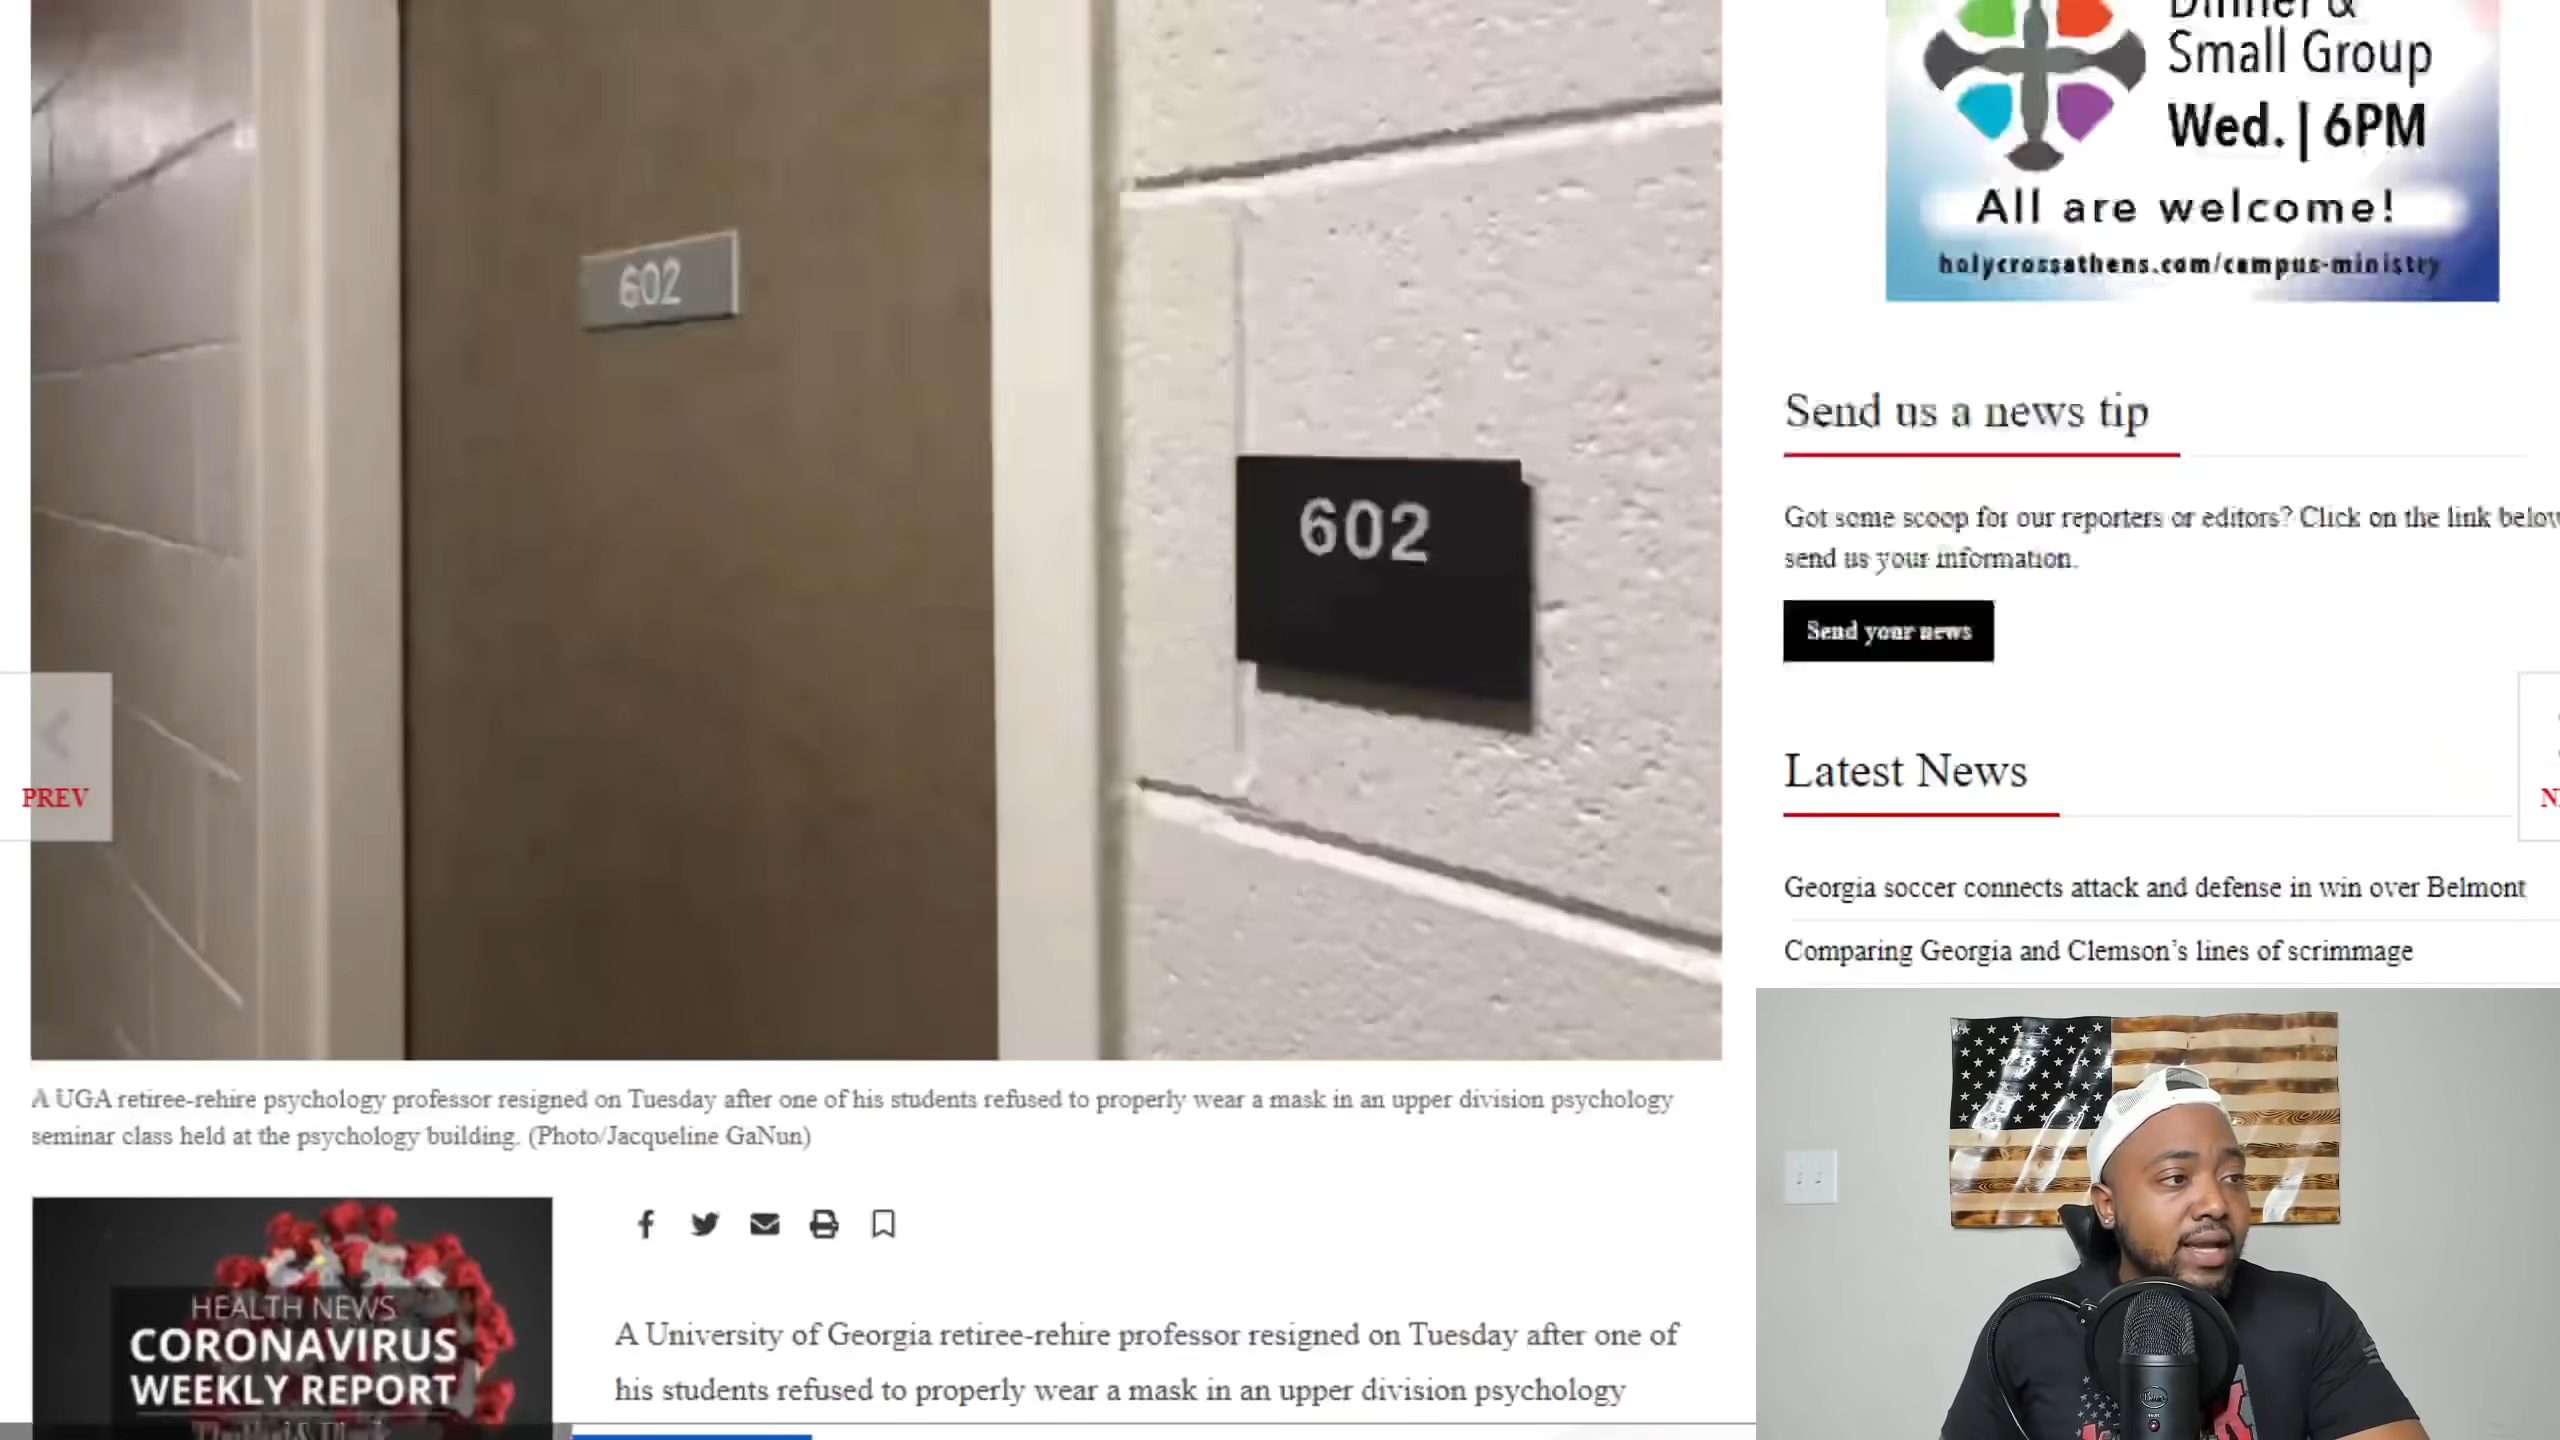 602
602
PREV
A UGA retiree-rehire psychology professor resigned on Tuesday after one of his students refused to properly wear a mask in an upper division psychology
seminar class held at the psychology building. (Photo/Jacqueline GaNun)
HEALTH NEWS
CORONAVIRUS
WEEKLY REPORT
A University of Georgia retiree-rehire professor resigned on Tuesday after one of
his students refused to properly wear a mask in an upper division psychology
Dinner &
Small Group
Wed. | 6PM
All are welcome!
holycrossathens.com/campus-ministry
Send us a news tip
Got some scoop for our reporters or editors? Click on the link below
send us your information.
Send your news
Latest News
Georgia soccer connects attack and defense in win over Belmont
Comparing Georgia and Clemson’s lines of scrimmage